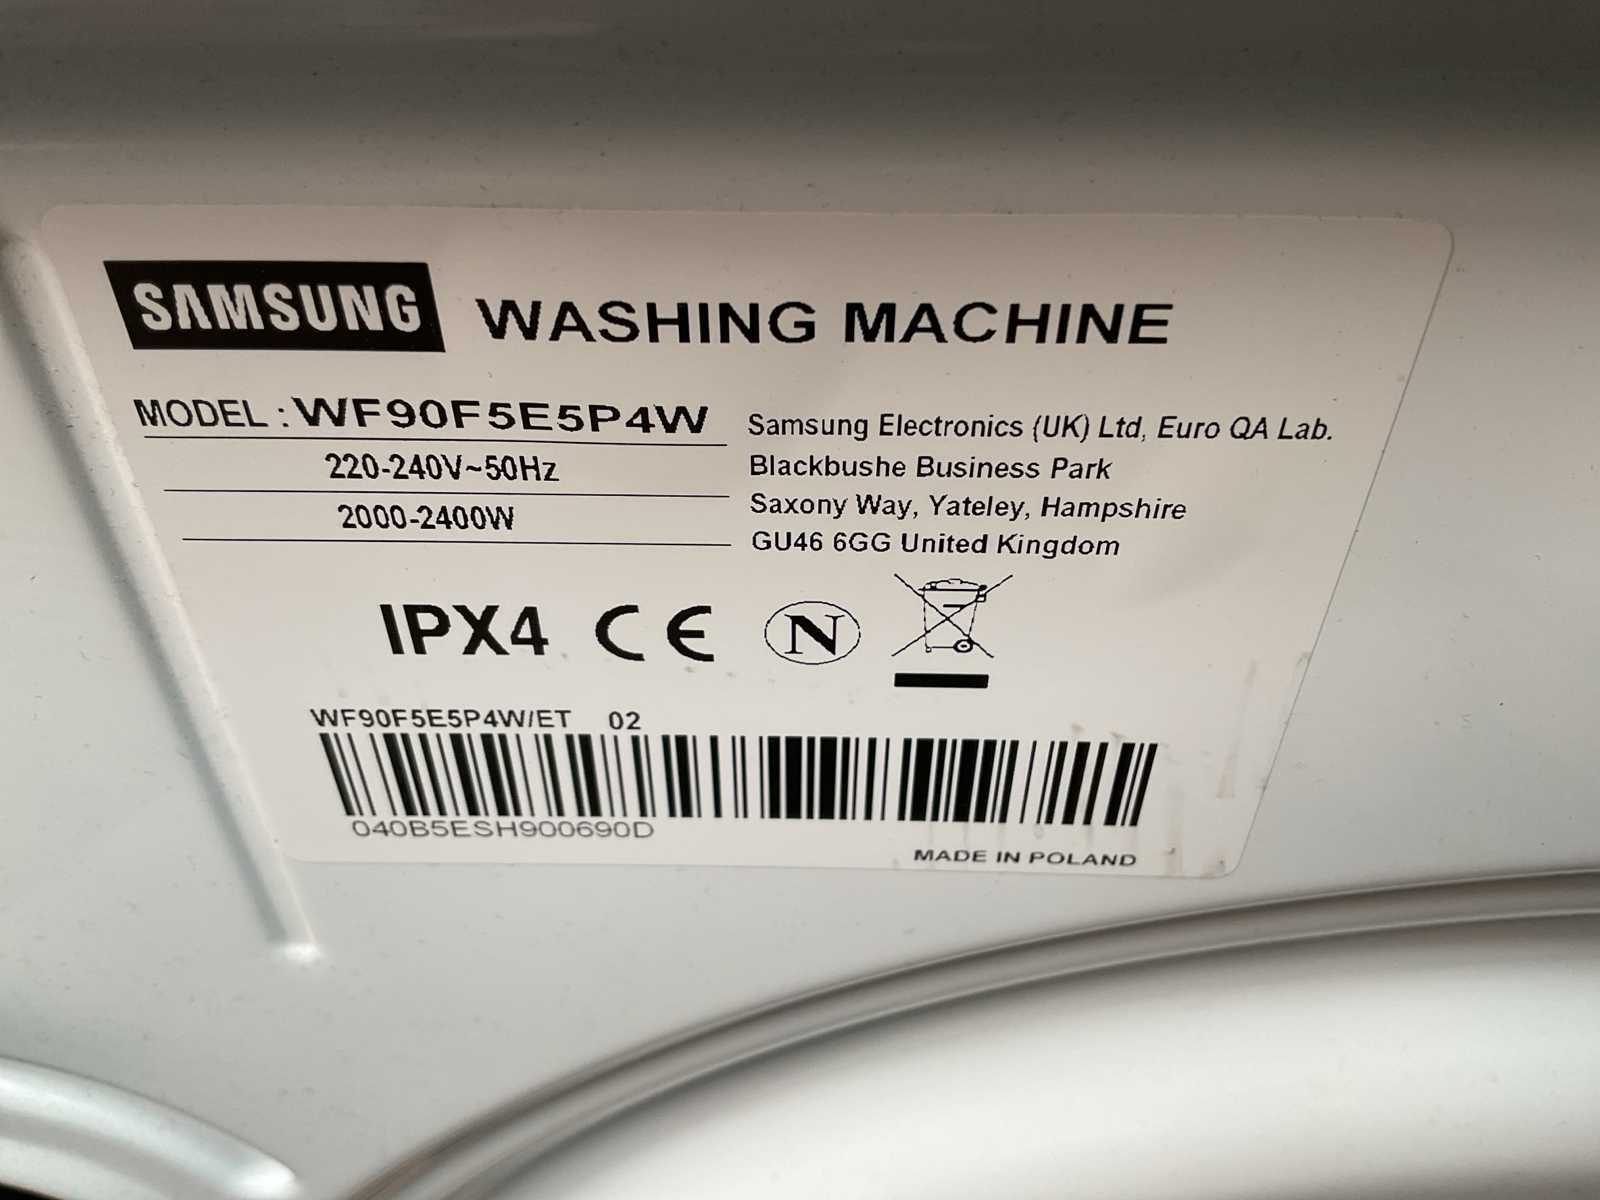 SAMSUNG WASHING MACHINE
MODEL : WF90F5E5P4W
220-240V~50Hz
2000-2400W
Samsung Electronics (UK) Ltd, Euro QA Lab.
Blackbushe Business Park
Saxony Way, Yateley, Hampshire
GU46 6GG United Kingdom
IPX4 CE N
WF90F5E5P4W/ET 02
040B5ESH900690D
MADE IN POLAND